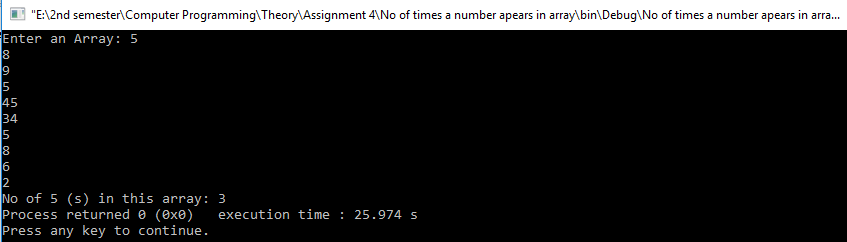 "E:\2nd semester\Computer Programming\Theory\Assignment 4\No of times a number apears in array\bin\Debug\No of times a number apears in arra...
Enter an Array: 5
8
9
5
45
34
5
8
6
2
No of 5 (s) in this array: 3
Process returned 0 (0x0)   execution time : 25.974 s
Press any key to continue.